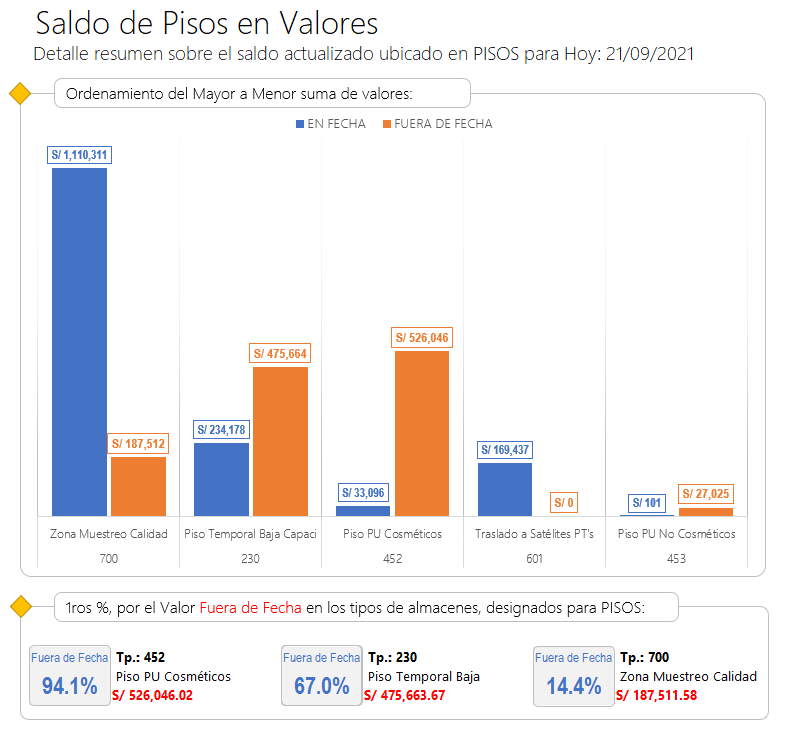 Saldo de Pisos en Valores
Detalle resumen sobre el saldo actualizado ubicado en PISOS para Hoy: 21/09/2021
Ordenamiento del Mayor a Menor suma de valores:
EN FECHA FUERA DE FECHA
S/ 1,110,311
S/ 526,046
S/ 475,664
S/ 234,178
S/ 187,512
S/ 169,437
S/ 33,096
S/ 27,025
S/ 0
S/ 101
Zona Muestreo Calidad Piso Temporal Baja Capaci Piso PU Cosméticos Traslado a Satélites PT's Piso PU No Cosméticos
700 230 452 601 453
1ros %, por el Valor Fuera de Fecha en los tipos de almacenes, designados para PISOS:
Fuera de Fecha
94.1%
Tp.: 452
Piso PU Cosméticos
S/ 526,046.02
Fuera de Fecha
67.0%
Tp.: 230
Piso Temporal Baja
S/ 475,663.67
Fuera de Fecha
14.4%
Tp.: 700
Zona Muestreo Calidad
S/ 187,511.58